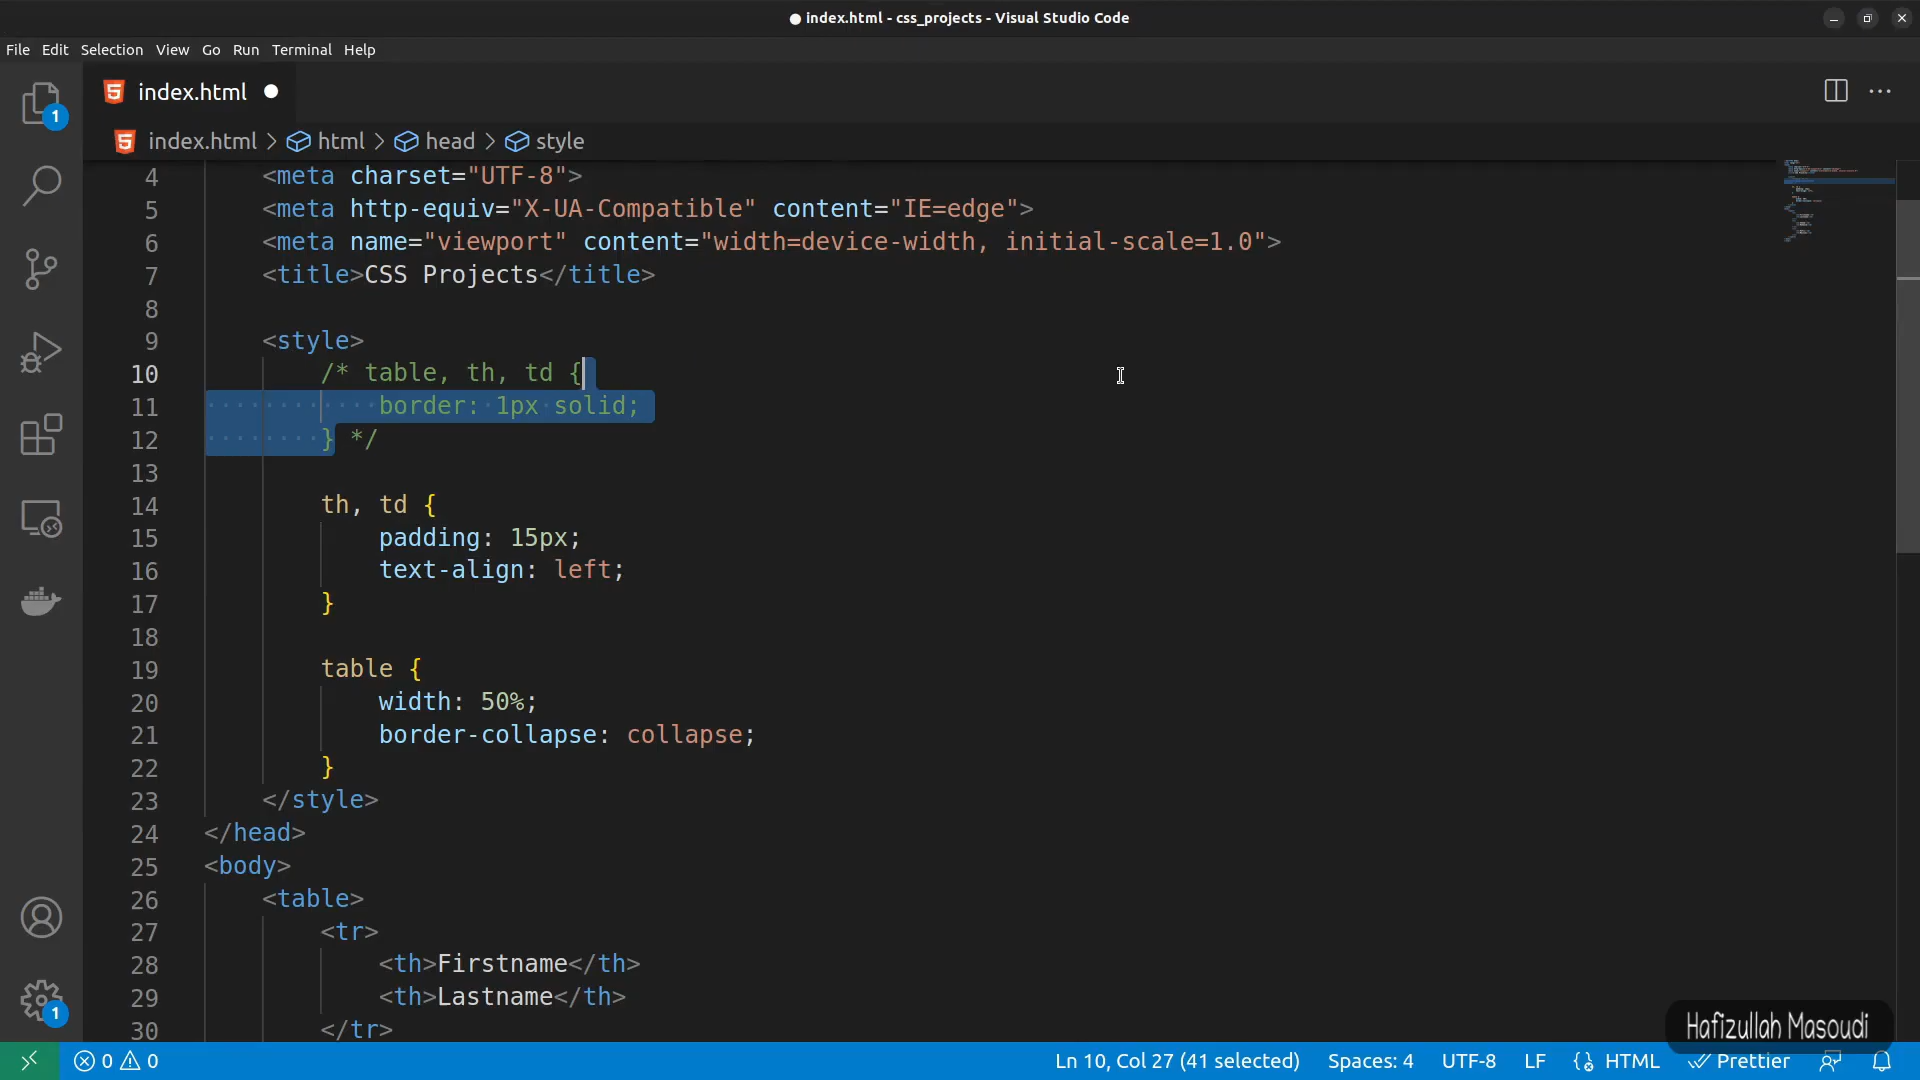 index.html - css_projects - Visual Studio Code
File Edit Selection View Go Run Terminal Help
index.html
index.html > html > head > style
1
4 <meta charset="UTF-8">
5 <meta http-equiv="X-UA-Compatible" content="IE=edge">
6 <meta name="viewport" content="width=device-width, initial-scale=1.0">
7 <title>CSS Projects</title>
8
9 <style>
10 /* table, th, td {
11 border: 1px solid;
12 } */
13
14 th, td {
15 padding: 15px;
16 text-align: left;
17 }
18
19 table {
20 width: 50%;
21 border-collapse: collapse;
22 }
23 </style>
24 </head>
25 <body>
26 <table>
27 <tr>
28 <th>Firstname</th>
29 <th>Lastname</th>
30 </tr>
1
Hafizullah Masoudi
0 0 Ln 10, Col 27 (41 selected) Spaces: 4 UTF-8 LF HTML Prettier